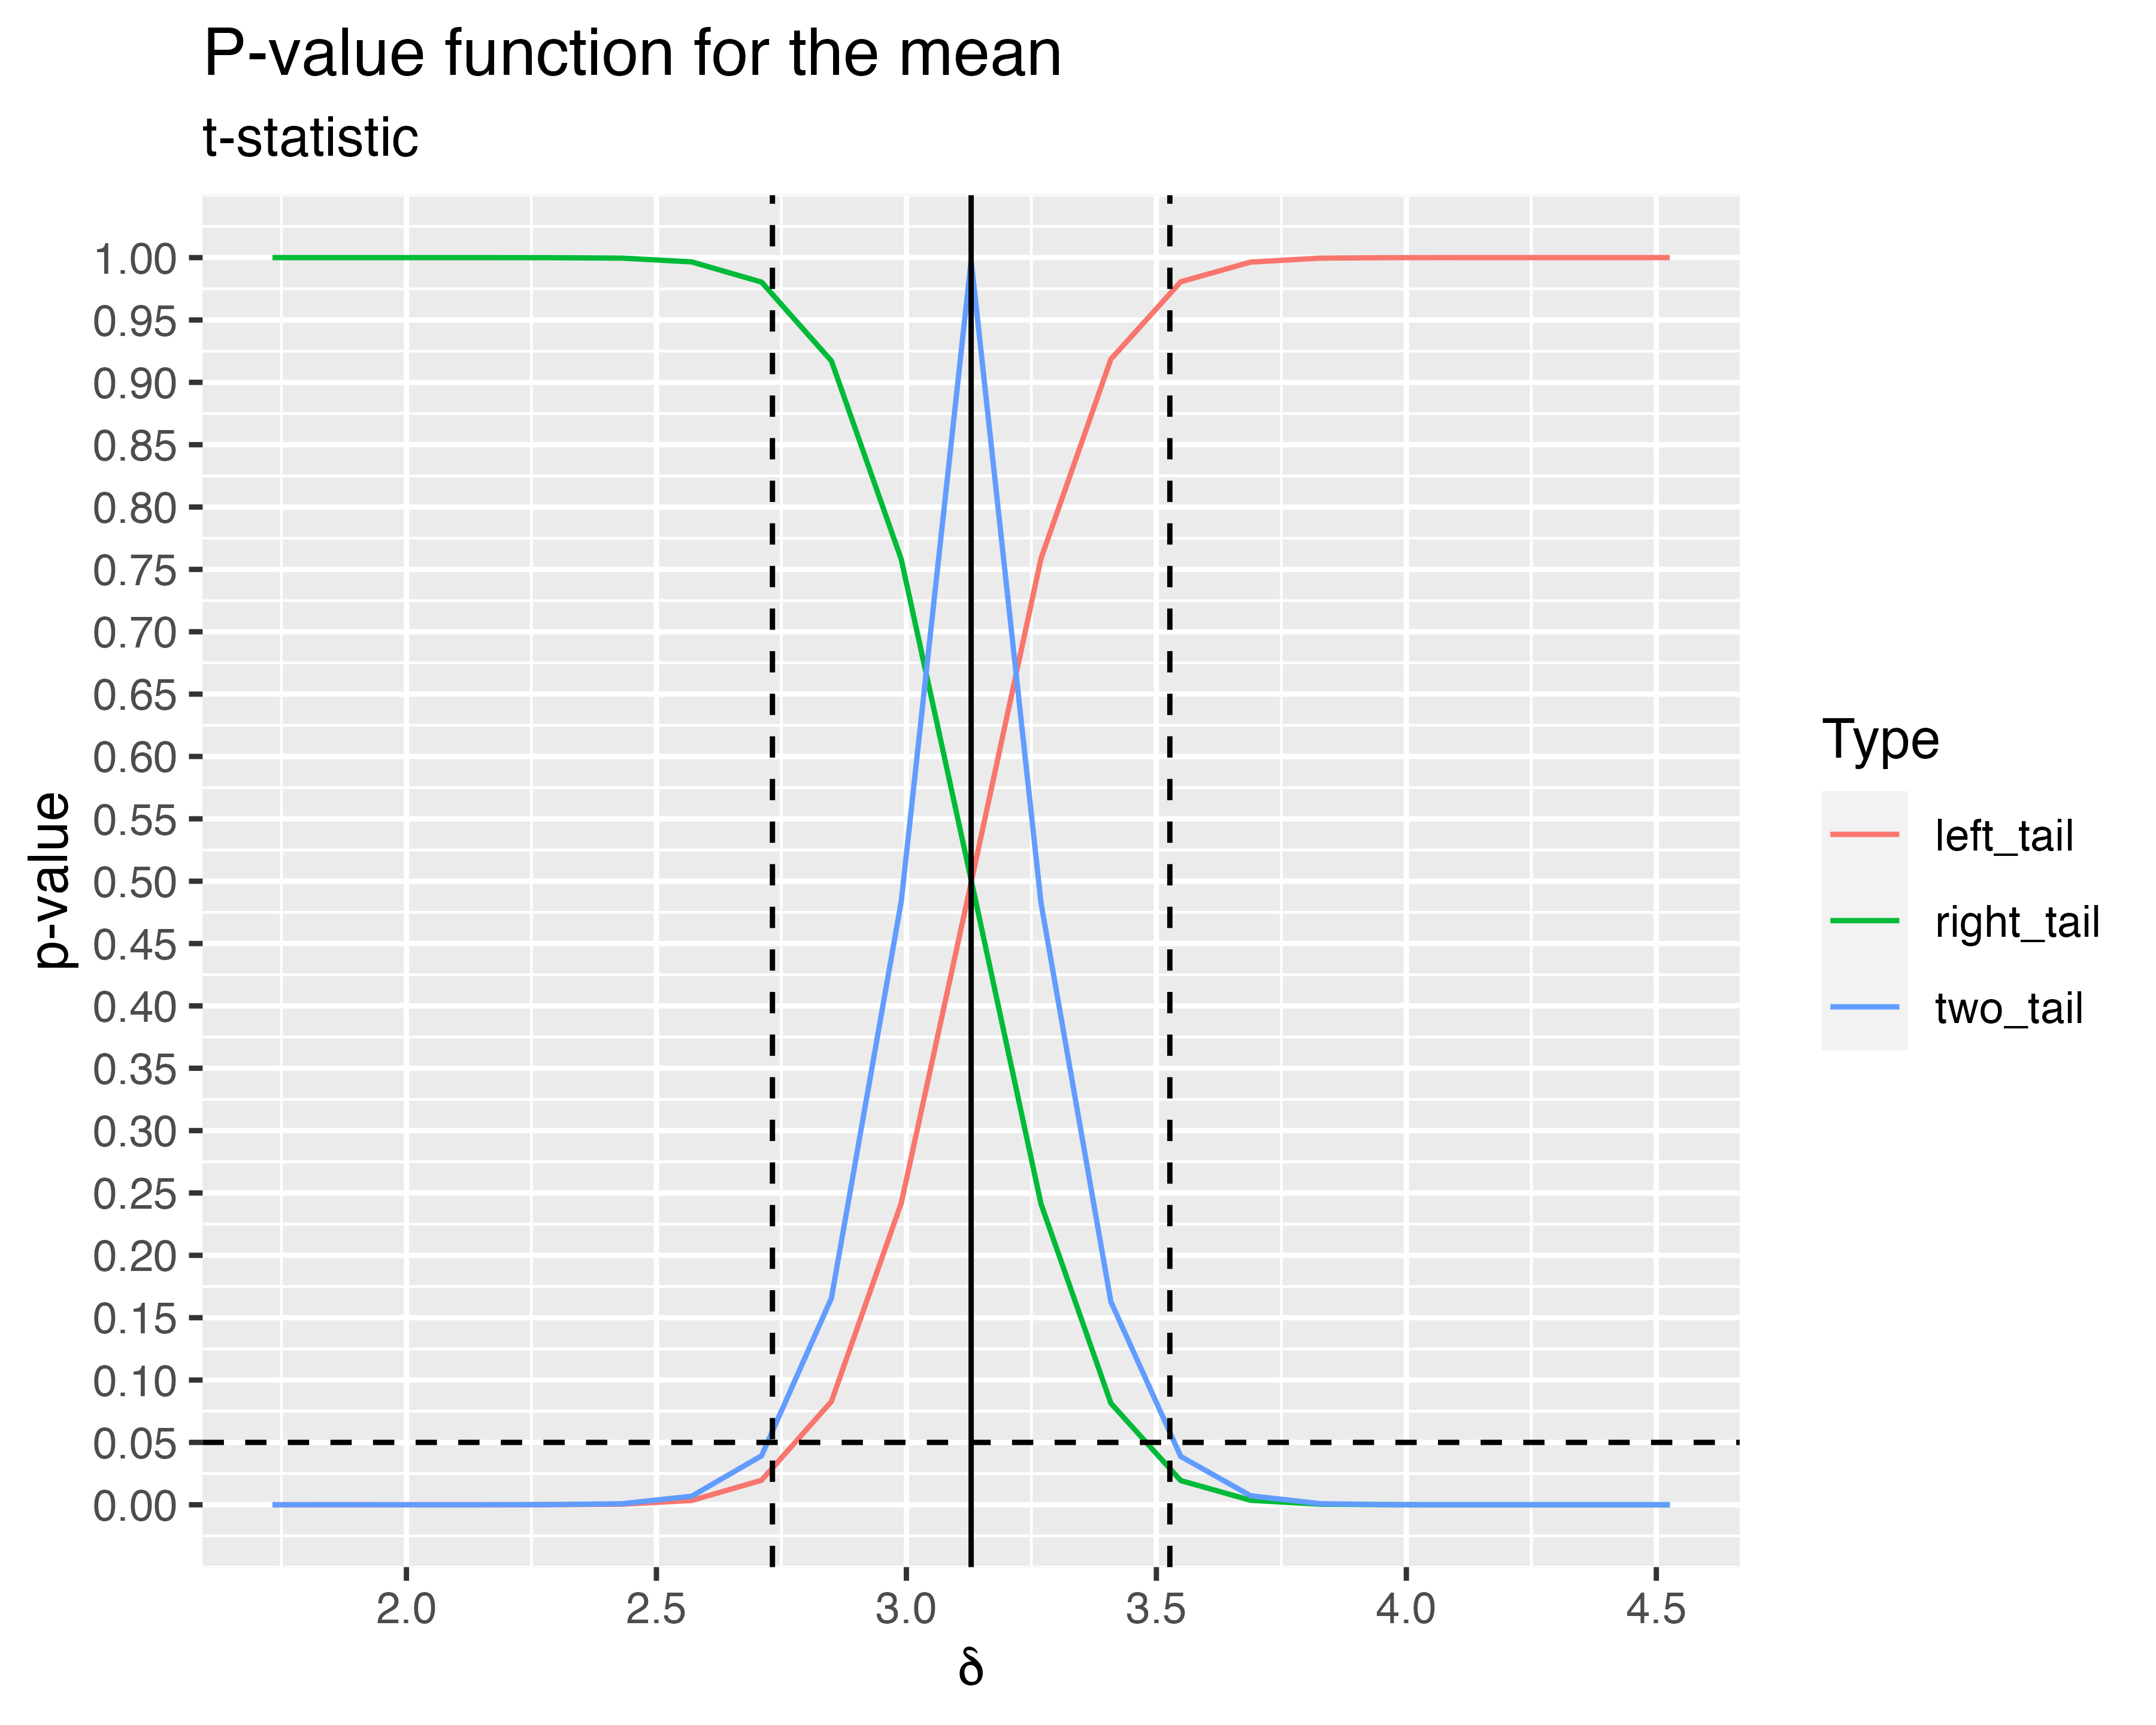 P-value function for the mean
t-statistic
1.00
0.95
0.90
0.85
0.80
0.75
0.70
0.65
0.60
0.55
0.50
0.45
0.40
0.35
0.30
0.25
0.20
0.15
0.10
0.05
0.00
p-value
2.0 2.5 3.0 3.5 4.0 4.5
δ
Type
left_tail
right_tail
two_tail